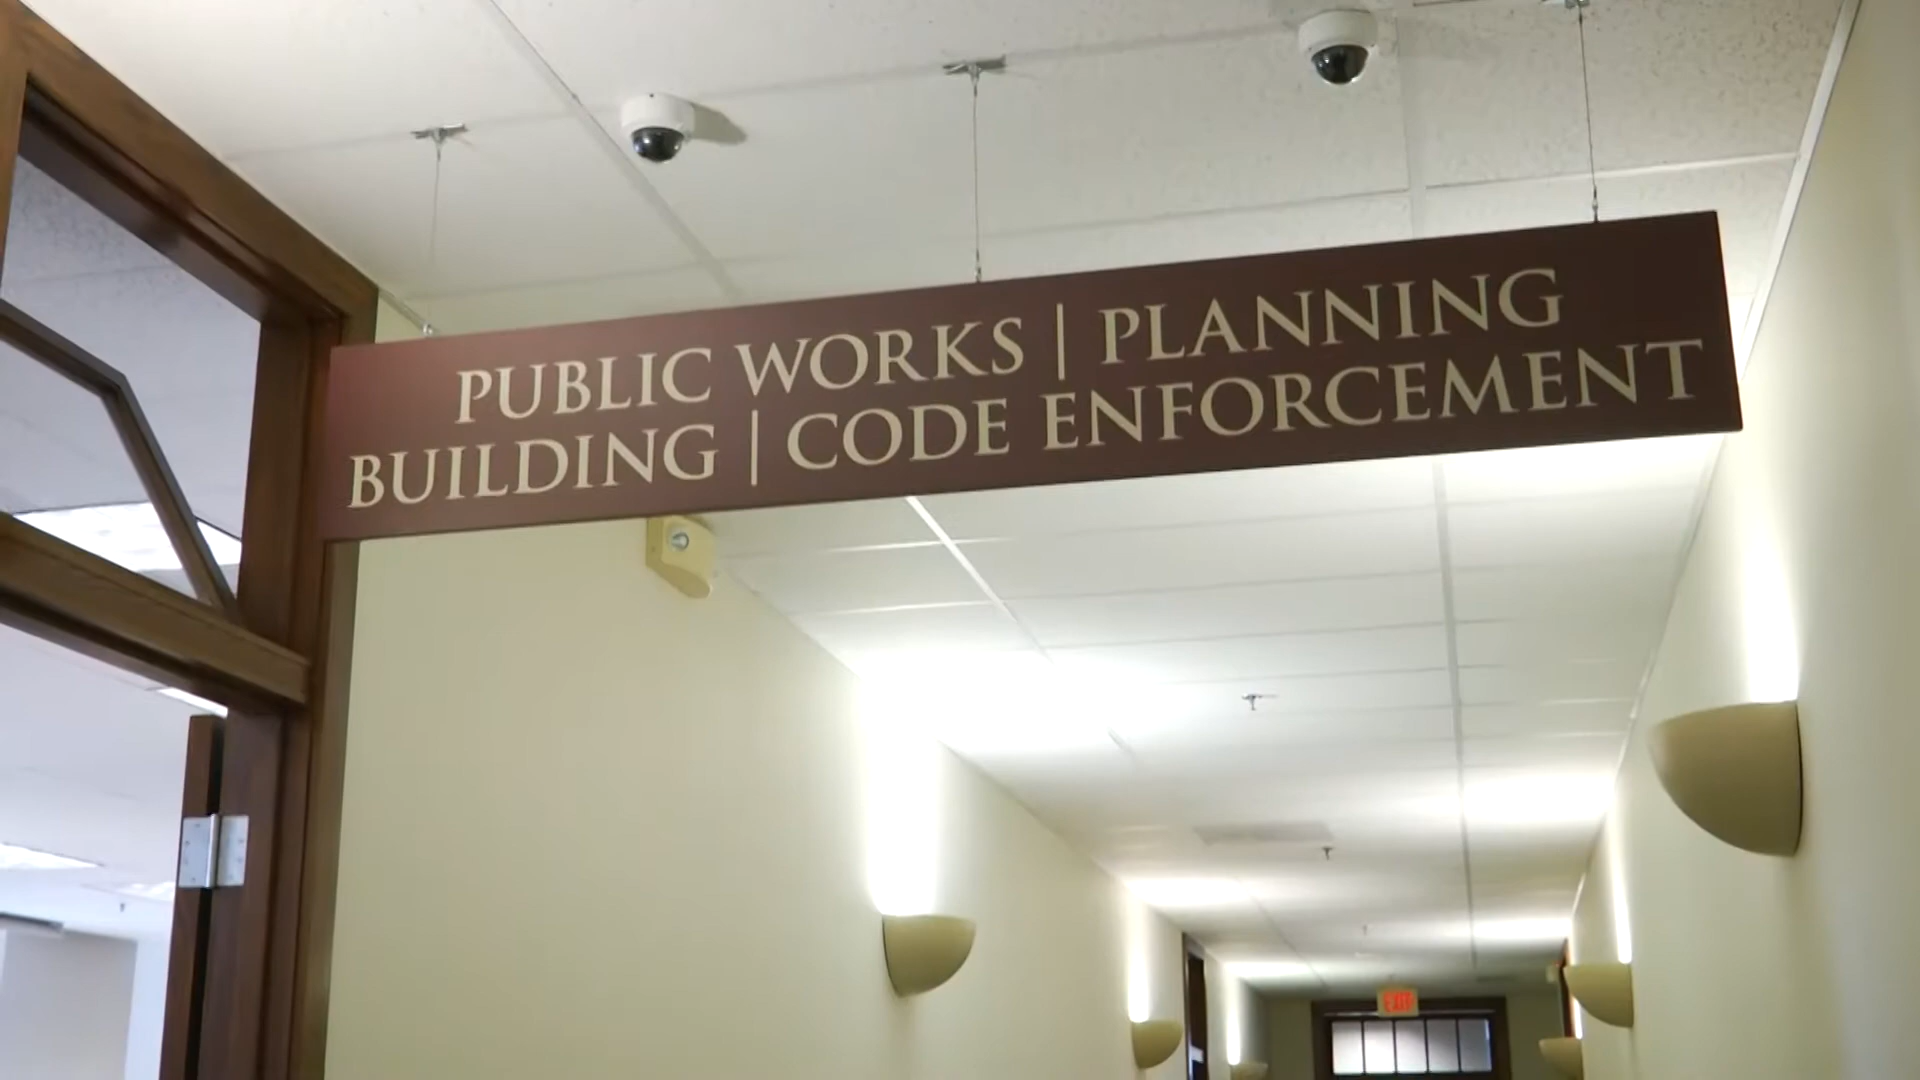 PUBLIC WORKS | PLANNING
BUILDING | CODE ENFORCEMENT
EXIT